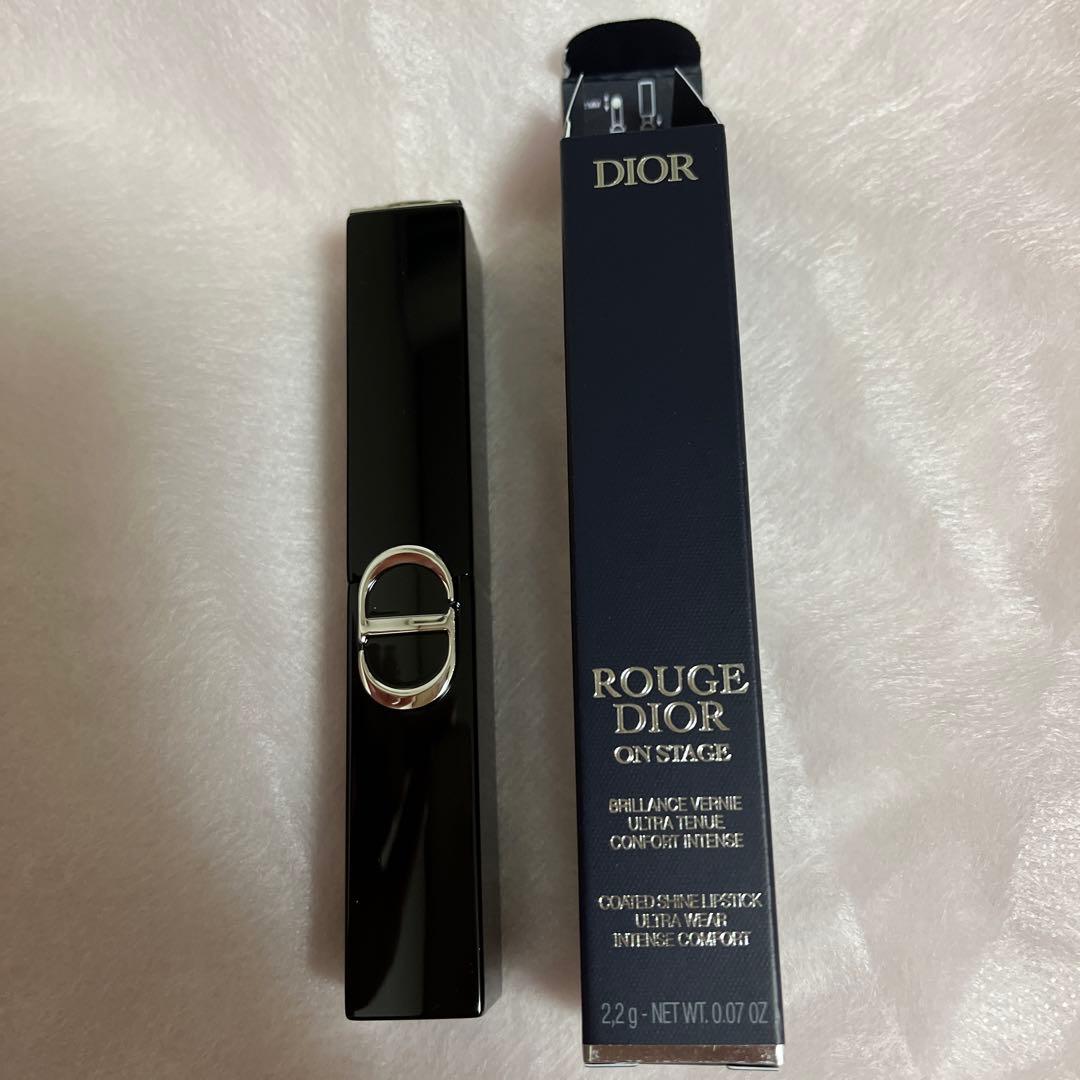 DIOR
ROUGE
DIOR
ON STAGE
BRILLANCE VERNIE
ULTRA TENUE
CONFORT INTENSE
COATED SHINE LIPSTICK
ULTRA WEAR
INTENSE COMFORT
2,2 g - NET WT. 0.07 OZ